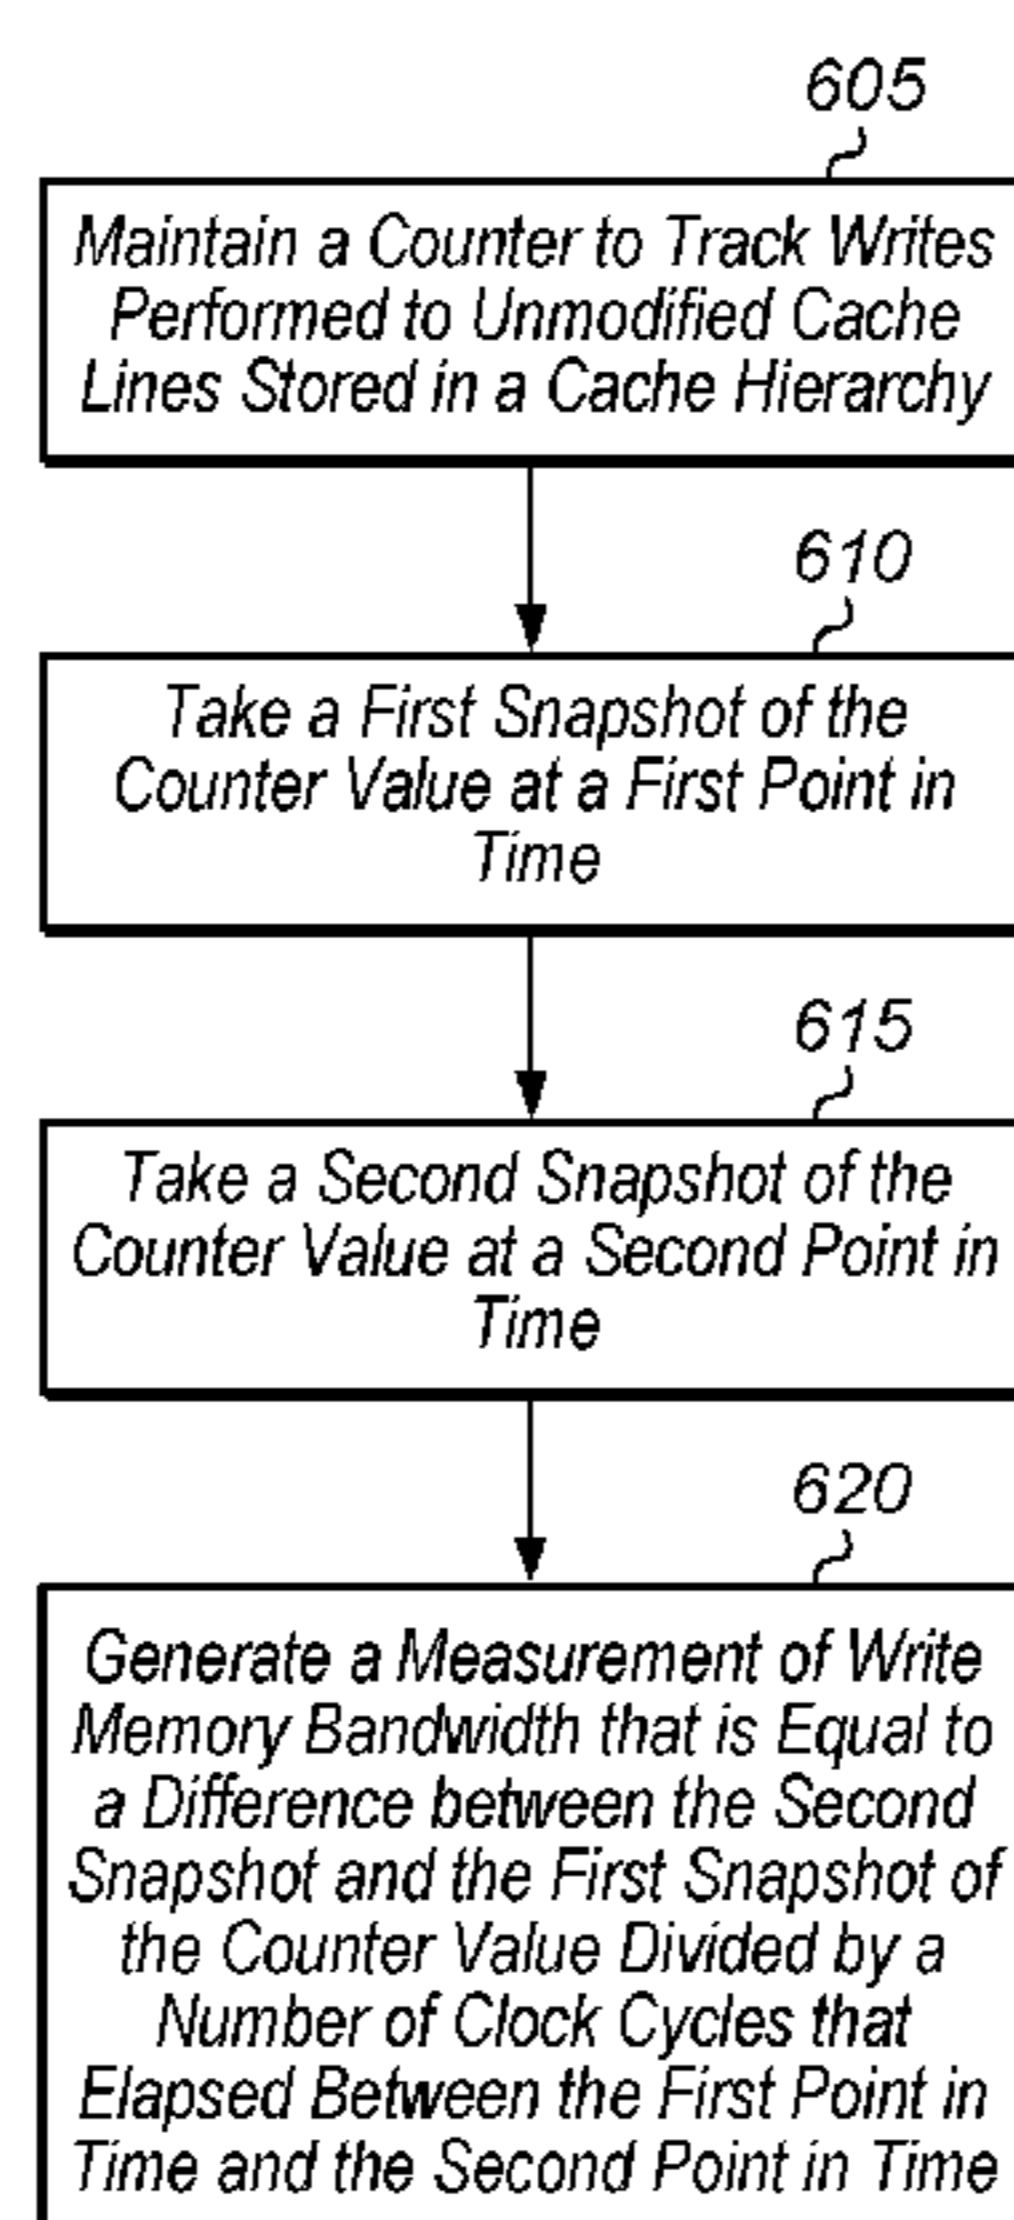 605
Maintain a Counter to Track Writes
Performed to Unmodified Cache
Lines Stored in a Cache Hierarchy
610
Take a First Snapshot of the
Counter Value at a First Point in
Time
615
Take a Second Snapshot of the
Counter Value at a Second Point in
Time
620
Generate a Measurement of Write
Memory Bandwidth that is Equal to
a Difference between the Second
Snapshot and the First Snapshot of
the Counter Value Divided by a
Number of Clock Cycles that
Elapsed Between the First Point in
Time and the Second Point in Time